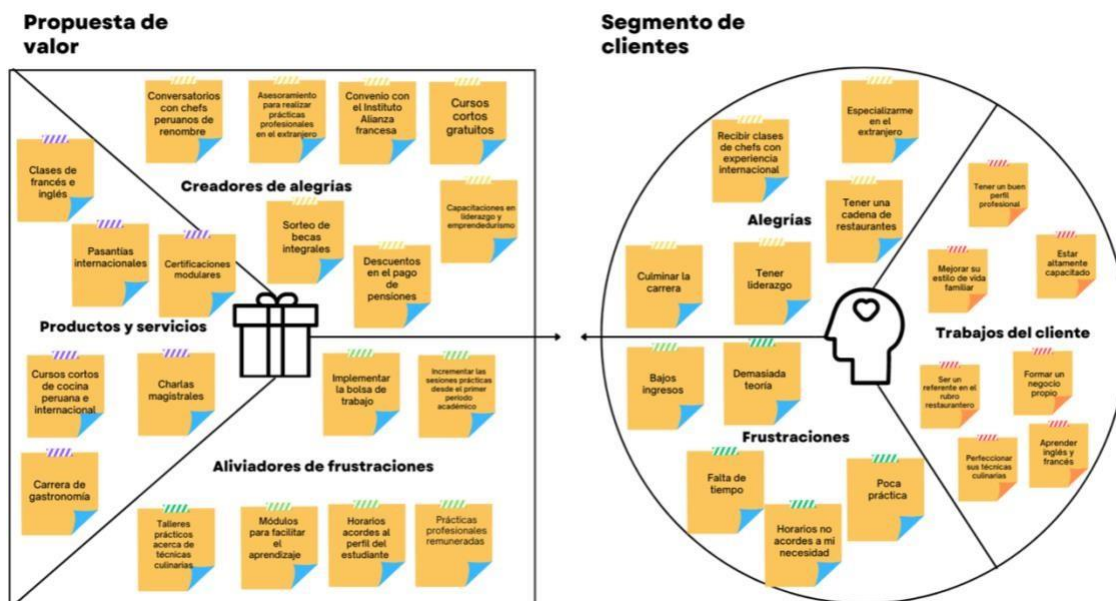 Propuesta de
valor
Conversatorios
con chefs
peruanos de
renombre
Asesoramiento
para realizar
prácticas
profesionales
en el extranjero
Convenio con
el Instituto
Alianza
francesa
Cursos
cortos
gratuitos
Clases de
francés e
inglés
Creadores de alegrías
Pasantías
internacionales
Certificaciones
modulares
Sorteo de
becas
integrales
Descuentos
en el pago
de
pensiones
Capacitaciones en
liderazgo y
emprendedurismo
Productos y servicios
Cursos cortos
de cocina
peruana e
internacional
Charlas
magistrales
Carrera de
gastronomía
Implementar
la bolsa de
trabajo
Incrementar las
sesiones prácticas
desde el primer
periodo
académico
Aliviadores de frustraciones
Talleres
prácticos
acerca de
técnicas
culinarias
Módulos
para facilitar
el
aprendizaje
Horarios
acordes al
perfil del
estudiante
Prácticas
profesionales
remuneradas
Segmento de
clientes
Recibir clases
de chefs con
experiencia
internacional
Especializarme
en el
extranjero
Alegrías
Tener una
cadena de
restaurantes
Culminar la
carrera
Tener
liderazgo
Tener un buen
perfil
profesional
Mejorar su
estilo de vida
familiar
Estar
altamente
capacitado
Trabajos del cliente
Ser un
referente en el
rubro
restaurantero
Formar un
negocio
propio
Perfeccionar
sus técnicas
culinarias
Aprender
inglés y
francés
Bajos
ingresos
Demasiada
teoría
Frustraciones
Falta de
tiempo
Horarios no
acordes a mi
necesidad
Poca
práctica